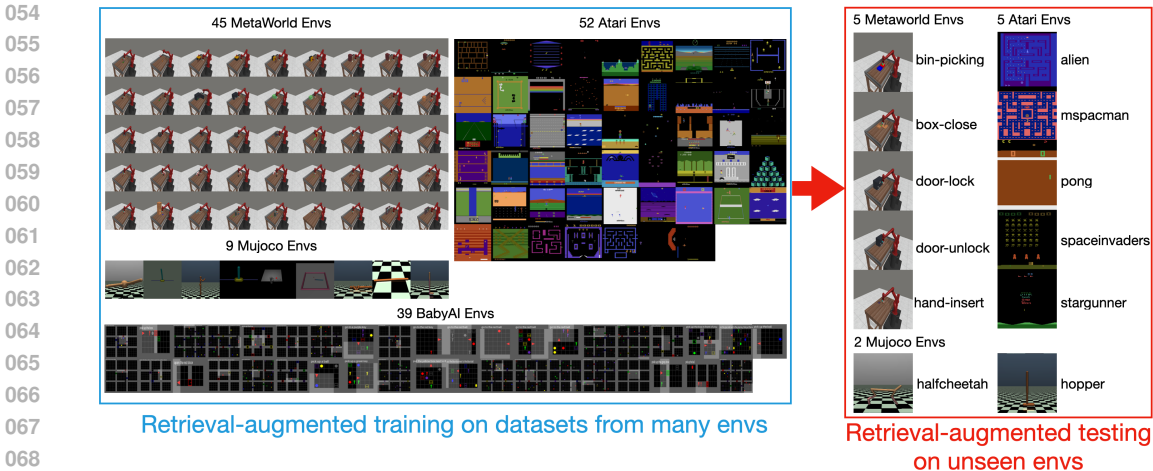 054
055
056
057
058
059
060
061
062
063
064
065
066
067
068
45 MetaWorld Envs
52 Atari Envs
9 Mujoco Envs
39 BabyAI Envs
Retrieval-augmented training on datasets from many envs
5 Metaworld Envs
bin-picking
box-close
door-lock
door-unlock
hand-insert
5 Atari Envs
alien
mspacman
pong
spaceinvaders
stargunner
2 Mujoco Envs
halfcheetah
hopper
Retrieval-augmented testing
on unseen envs